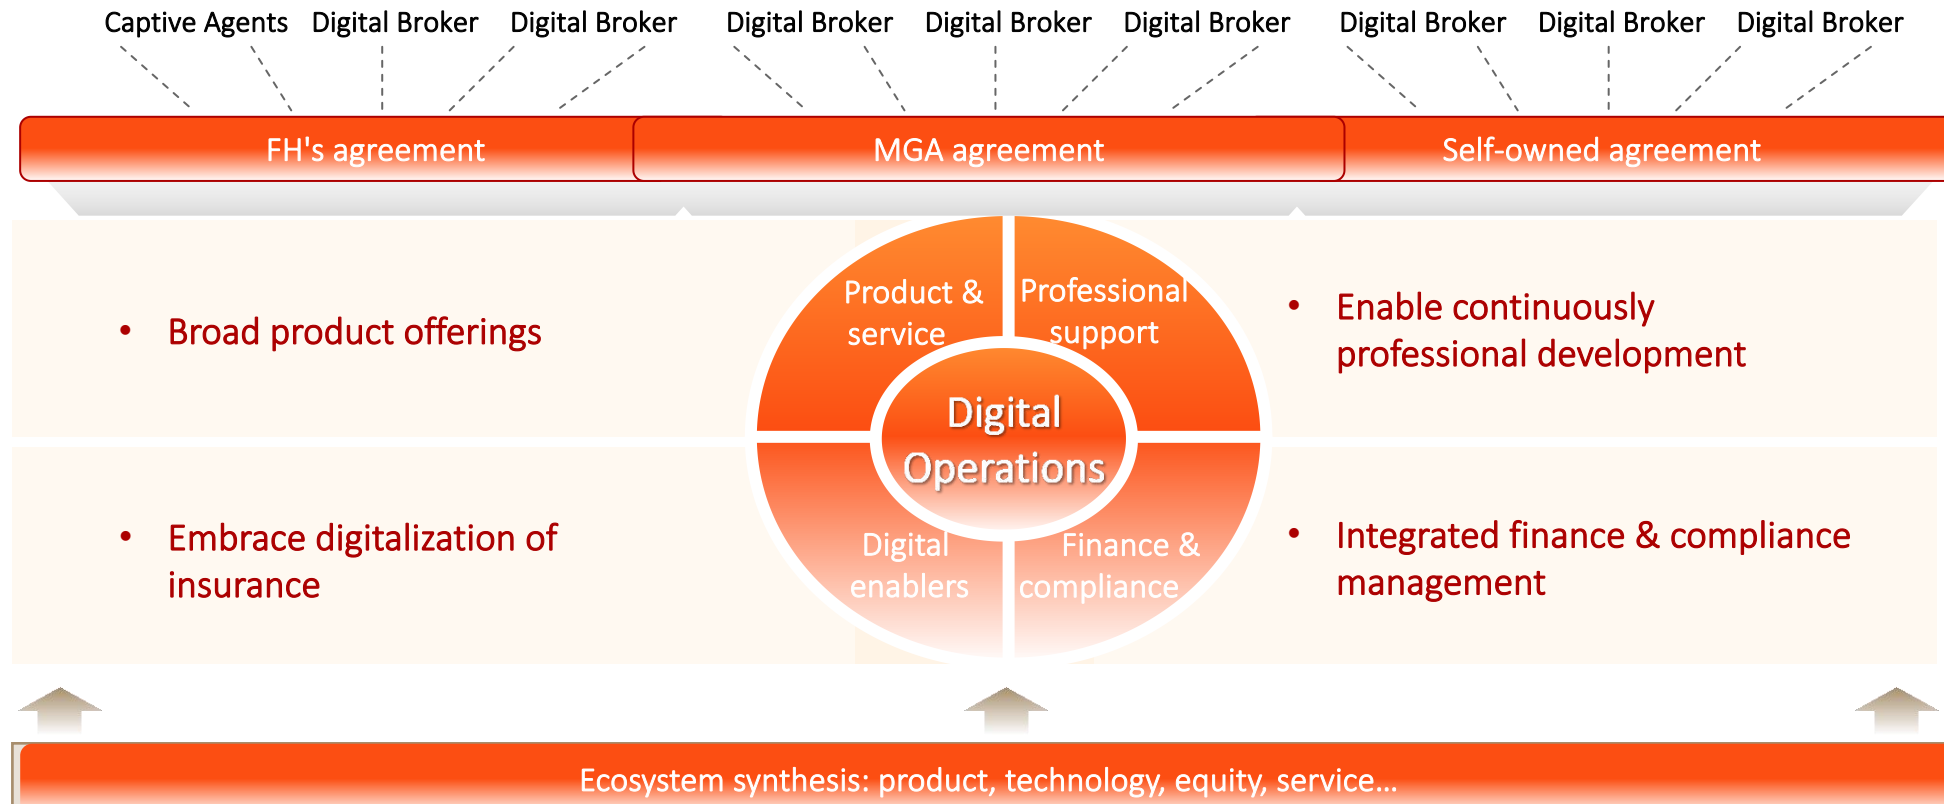 Captive Agents Digital Broker Digital Broker Digital Broker Digital Broker Digital Broker Digital Broker Digital Broker Digital Broker
FH's agreement MGA agreement Self-owned agreement
• Broad product offerings
Product &
service
Professional
support
• Enable continuously
professional development
Digital
Operations
• Embrace digitalization of
insurance
Digital
enablers
Finance &
compliance
• Integrated finance & compliance
management
Ecosystem synthesis: product, technology, equity, service...